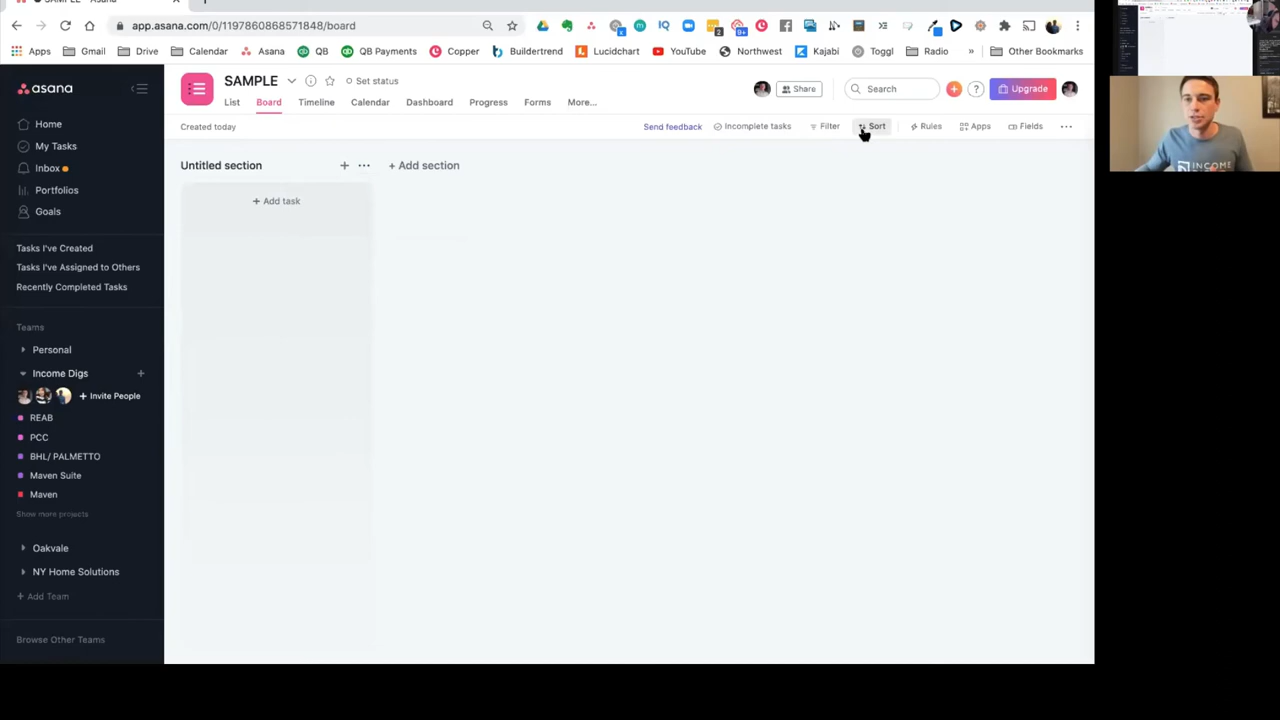 SAMPLE - Asana
app.asana.com/0/1197860868571848/board
Apps Gmail Drive Calendar Asana QB QB Payments Copper Buildertrend Lucidchart YouTube Northwest Kajabi Toggl Radio » Other Bookmarks
asana
Home
My Tasks
Inbox
Portfolios
Goals
Tasks I've Created
Tasks I've Assigned to Others
Recently Completed Tasks
Teams
Personal
Income Digs
+ Invite People
REAB
PCC
BHL/ PALMETTO
Maven Suite
Maven
Show more projects
Oakvale
NY Home Solutions
+ Add Team
Browse Other Teams
SAMPLE Set status
Share Search ? Upgrade
List Board Timeline Calendar Dashboard Progress Forms More...
Created today Send feedback Incomplete tasks Filter Sort Rules Apps Fields
Untitled section + Add section
+ Add task
INCOME